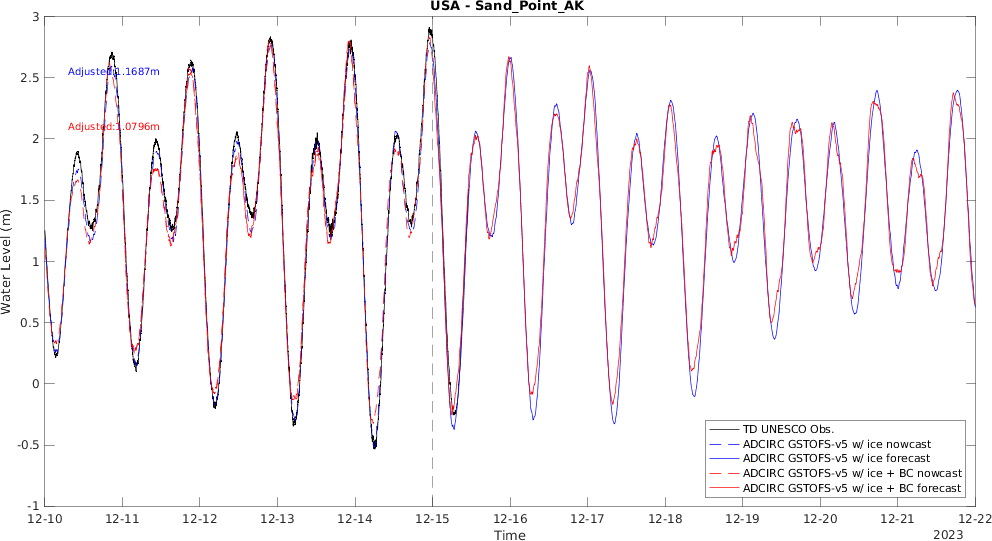 USA - Sand_Point_AK
3
2.5
2
1.5
1
0.5
0
-0.5
-1
Water Level (m)
Adjusted:1.1687m
Adjusted:1.0796m
TD UNESCO Obs.
ADCIRC GSTOFS-v5 w/ ice nowcast
ADCIRC GSTOFS-v5 w/ ice forecast
ADCIRC GSTOFS-v5 w/ ice + BC nowcast
ADCIRC GSTOFS-v5 w/ ice + BC forecast
12-10 12-11 12-12 12-13 12-14 12-15 12-16 12-17 12-18 12-19 12-20 12-21 12-22
Time
2023